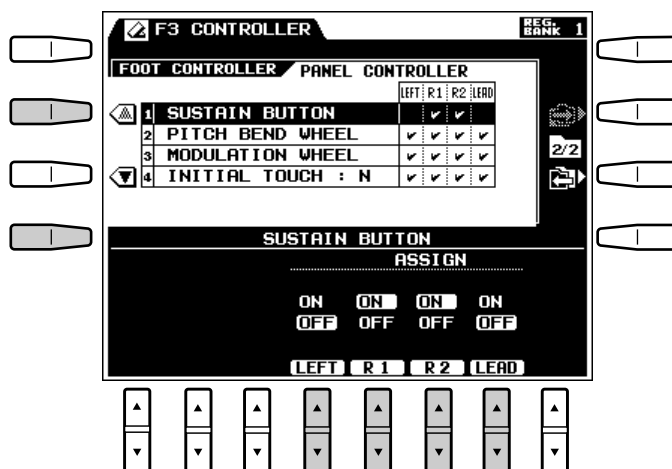 F3 CONTROLLER
REG. BANK 1
FOOT CONTROLLER PANEL CONTROLLER
LEFT R1 R2 LEAD
1 SUSTAIN BUTTON
2 PITCH BEND WHEEL
3 MODULATION WHEEL
4 INITIAL TOUCH : N
2/2
SUSTAIN BUTTON
ASSIGN
ON ON ON ON
OFF OFF OFF OFF
LEFT R 1 R 2 LEAD